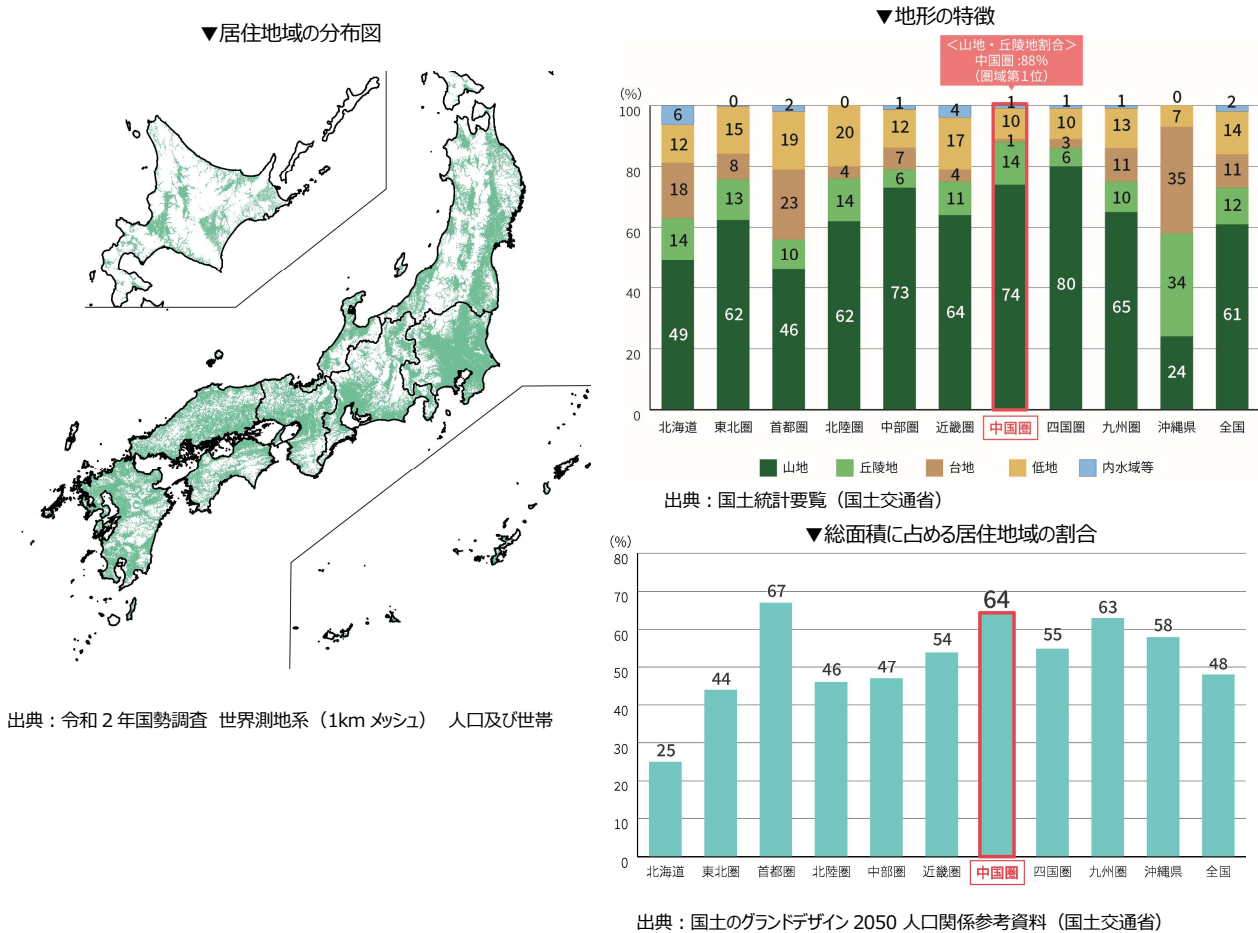 ▼居住地域の分布図
出典：令和２年国勢調査 世界測地系（1km メッシュ） 人口及び世帯
▼地形の特徴
＜山地・丘陵地割合＞
中国圏:88%
（圏域第１位）
(%)
100
80
60
40
20
0
6 0 2 0 1 4 1 1 1 0 2
12 15 19 20 12 17 10 10 13 7 14
18 8 23 4 7 4 1 3 11 35 11
14 13 10 14 6 11 14 6 10 34 12
49 62 46 62 73 64 74 80 65 24 61
北海道 東北圏 首都圏 北陸圏 中部圏 近畿圏 中国圏 四国圏 九州圏 沖縄県 全国
山地 丘陵地 台地 低地 内水域等
出典：国土統計要覧（国土交通省）
▼総面積に占める居住地域の割合
(%)
80
70
60
50
40
30
20
10
0
25 44 67 46 47 54 64 55 63 58 48
北海道 東北圏 首都圏 北陸圏 中部圏 近畿圏 中国圏 四国圏 九州圏 沖縄県 全国
出典：国土のグランドデザイン 2050 人口関係参考資料（国土交通省）